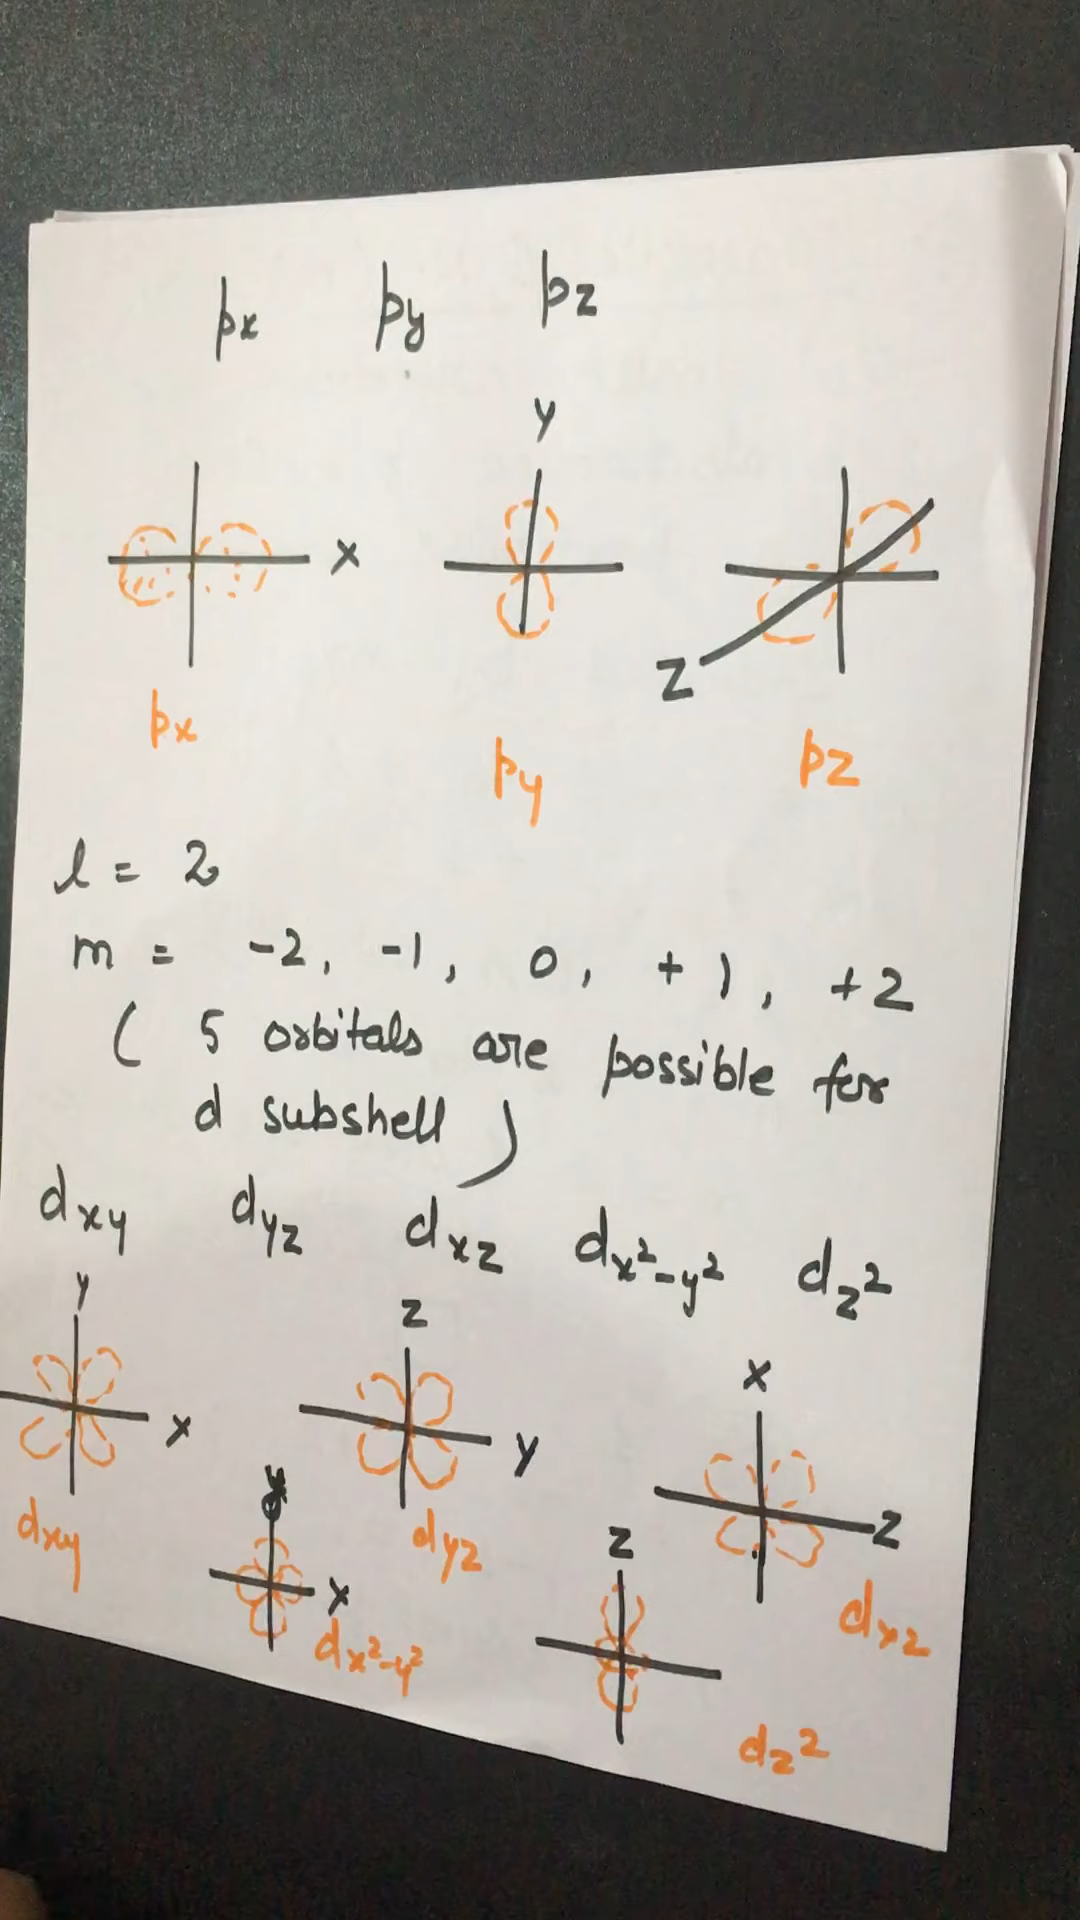 px py pz
y
x
z
px
py
pz
l = 2
m = -2, -1, 0, +1, +2
( 5 orbitals are possible for
d subshell )
dxy dyz dxz dx²-y² dz²
y
z
x
x
y
z
dxy
dyz
y
x
z
dxz
dx²-y²
dz²